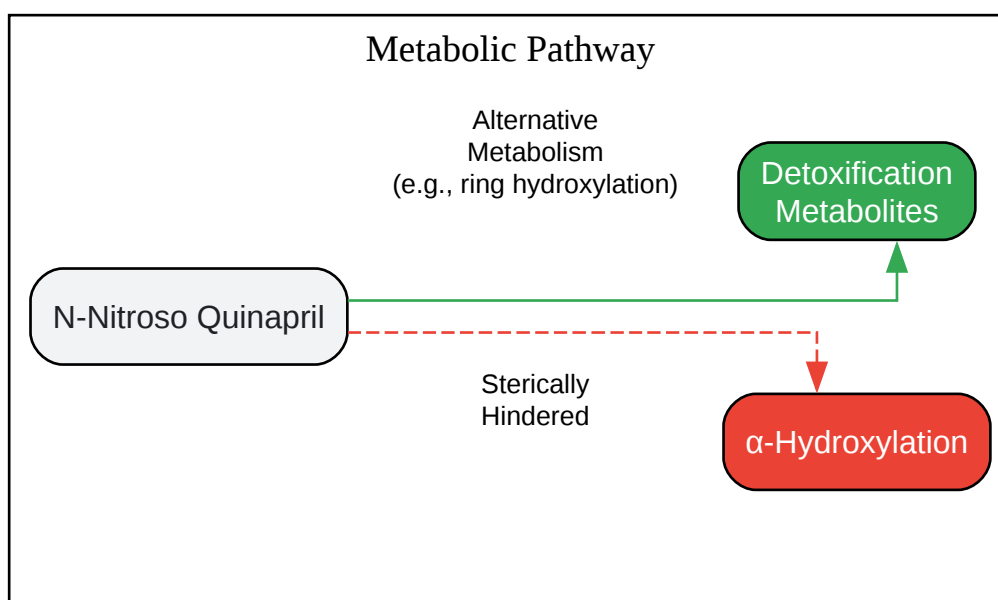 Metabolic Pathway
Alternative
Metabolism
(e.g., ring hydroxylation)
Detoxification
Metabolites
N-Nitroso Quinapril
Sterically
Hindered
α-Hydroxylation